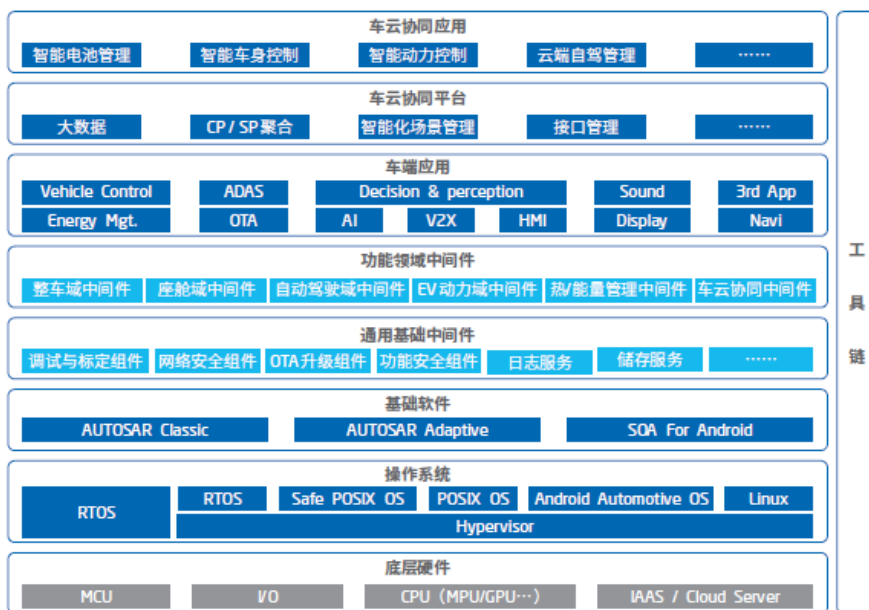 车云协同应用
智能电池管理 智能车身控制 智能动力控制 云端自驾管理 ……
车云协同平台
大数据 CP / SP聚合 智能化场景管理 接口管理 ……
车端应用
Vehicle Control ADAS Decision & perception Sound 3rd App
Energy Mgt. OTA AI V2X HMI Display Navi
功能领域中间件
整车域中间件 座舱域中间件 自动驾驶域中间件 EV动力域中间件 热/能量管理中间件 车云协同中间件
通用基础中间件
调试与标定组件 网络安全组件 OTA升级组件 功能安全组件 日志服务 储存服务 ……
基础软件
AUTOSAR Classic AUTOSAR Adaptive SOA For Android
操作系统
RTOS RTOS Safe POSIX OS POSIX OS Android Automotive OS Linux
Hypervisor
底层硬件
MCU I/O CPU（MPU/GPU…） IAAS / Cloud Server
工
具
链